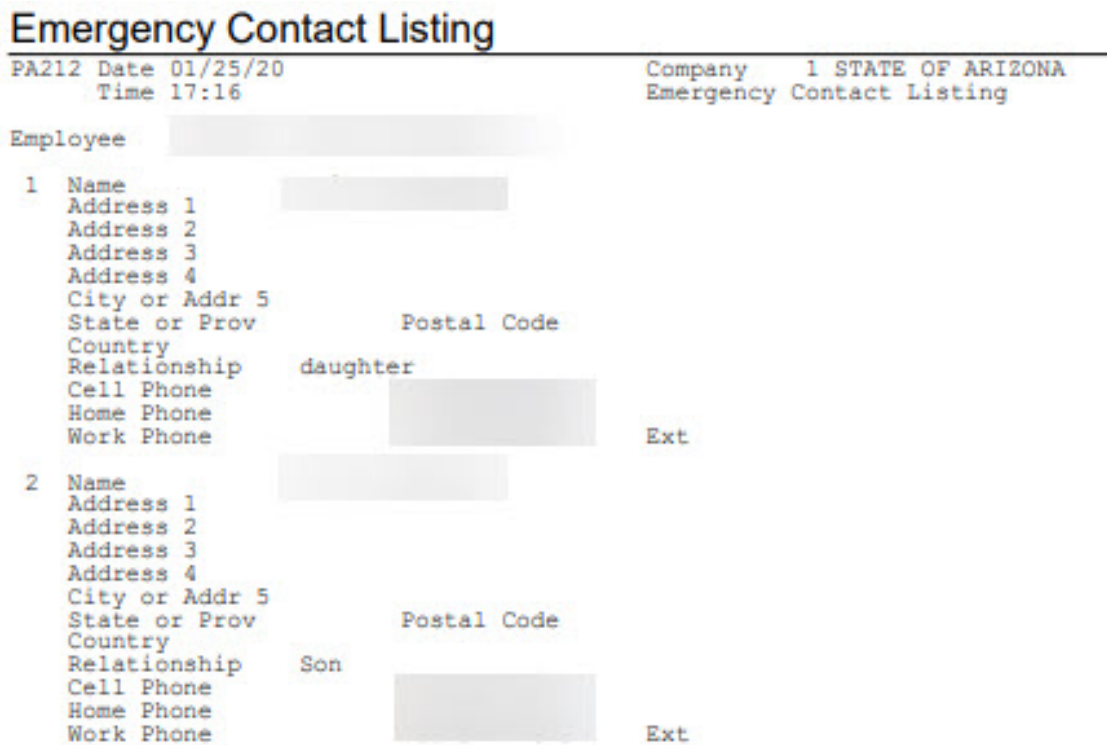 Emergency Contact Listing
PA212 Date 01/25/20 Company 1 STATE OF ARIZONA
Time 17:16 Emergency Contact Listing
Employee
1 Name
Address 1
Address 2
Address 3
Address 4
City or Addr 5
State or Prov Postal Code
Country
Relationship daughter
Cell Phone
Home Phone
Work Phone Ext
2 Name
Address 1
Address 2
Address 3
Address 4
City or Addr 5
State or Prov Postal Code
Country
Relationship Son
Cell Phone
Home Phone
Work Phone Ext